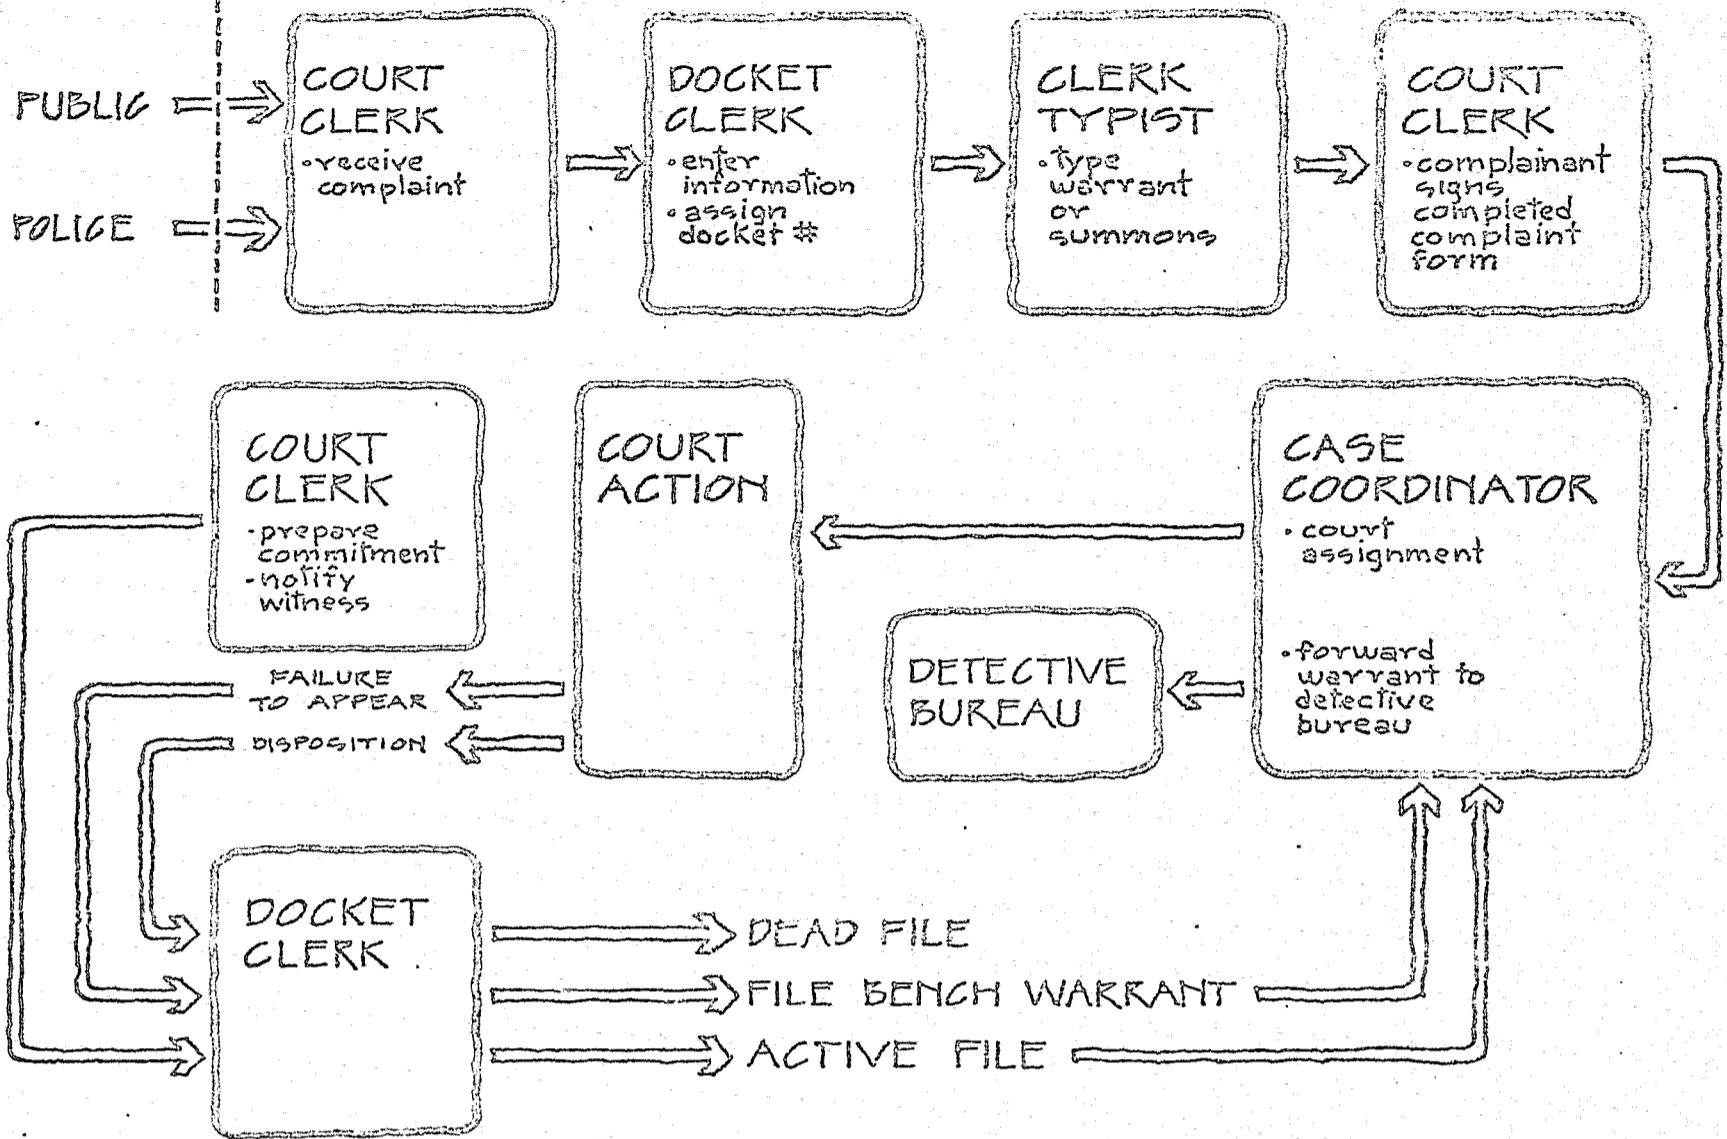 PUBLIC
POLICE
COURT
CLERK
•receive
complaint
DOCKET
CLERK
•enter
information
•assign
docket #
CLERK
TYPIST
•type
warrant
or
summons
COURT
CLERK
•complainant
signs
completed
complaint
form
COURT
CLERK
•prepare
commitment
•notify
witness
COURT
ACTION
CASE
COORDINATOR
•court
assignment
•forward
warrant to
detective
bureau
DETECTIVE
BUREAU
FAILURE
TO APPEAR
DISPOSITION
DOCKET
CLERK
DEAD FILE
FILE BENCH WARRANT
ACTIVE FILE